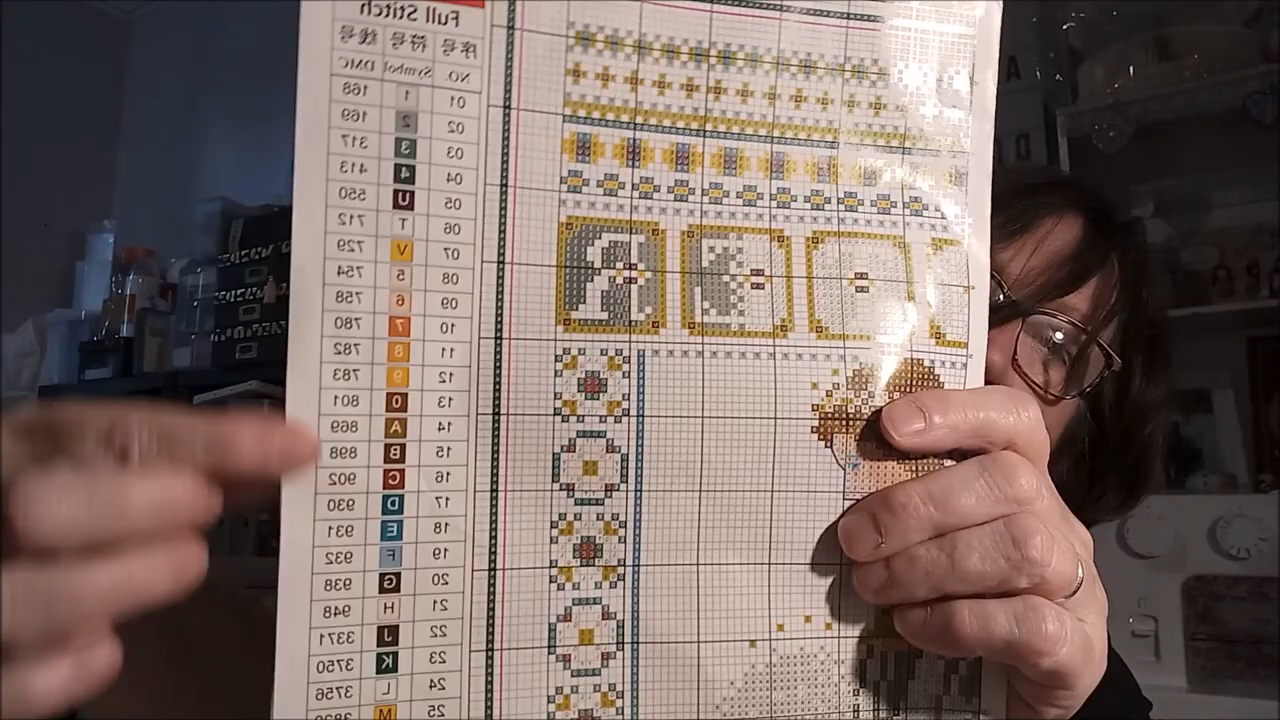 Full Stitch
序号 符号 线号
NO. Symbol DMC
01 1 168
02 2 169
03 3 317
04 4 413
05 U 550
06 T 712
07 V 729
08 5 754
09 6 758
10 7 780
11 8 782
12 9 783
13 0 801
14 A 869
15 B 898
16 C 902
17 D 930
18 E 931
19 F 932
20 G 938
21 H 948
22 J 3371
23 K 3750
24 L 3756
25 M